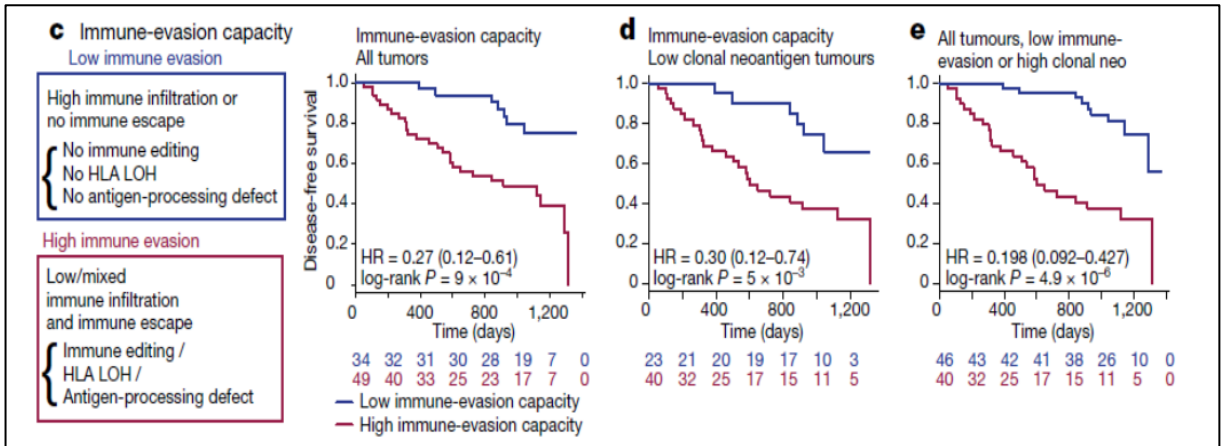 c Immune-evasion capacity
Low immune evasion
High immune infiltration or
no immune escape
{ No immune editing
No HLA LOH
No antigen-processing defect
High immune evasion
Low/mixed
immune infiltration
and immune escape
{ Immune editing /
HLA LOH /
Antigen-processing defect
Immune-evasion capacity
All tumors
Disease-free survival
1.0
0.8
0.6
0.4
0.2
0
HR = 0.27 (0.12–0.61)
log-rank P = 9 × 10⁻⁴
0 400 800 1,200
Time (days)
34 32 31 30 28 19 7 0
49 40 33 25 23 17 7 0
Low immune-evasion capacity
High immune-evasion capacity
d Immune-evasion capacity
Low clonal neoantigen tumours
1.0
0.8
0.6
0.4
0.2
0
HR = 0.30 (0.12–0.74)
log-rank P = 5 × 10⁻³
0 400 800 1,200
Time (days)
23 21 20 19 17 10 3
40 32 25 17 15 11 5
e All tumours, low immune-
evasion or high clonal neo
1.0
0.8
0.6
0.4
0.2
0
HR = 0.198 (0.092–0.427)
log-rank P = 4.9 × 10⁻⁶
0 400 800 1,200
Time (days)
46 43 42 41 38 26 10 0
40 32 25 17 15 11 5 0